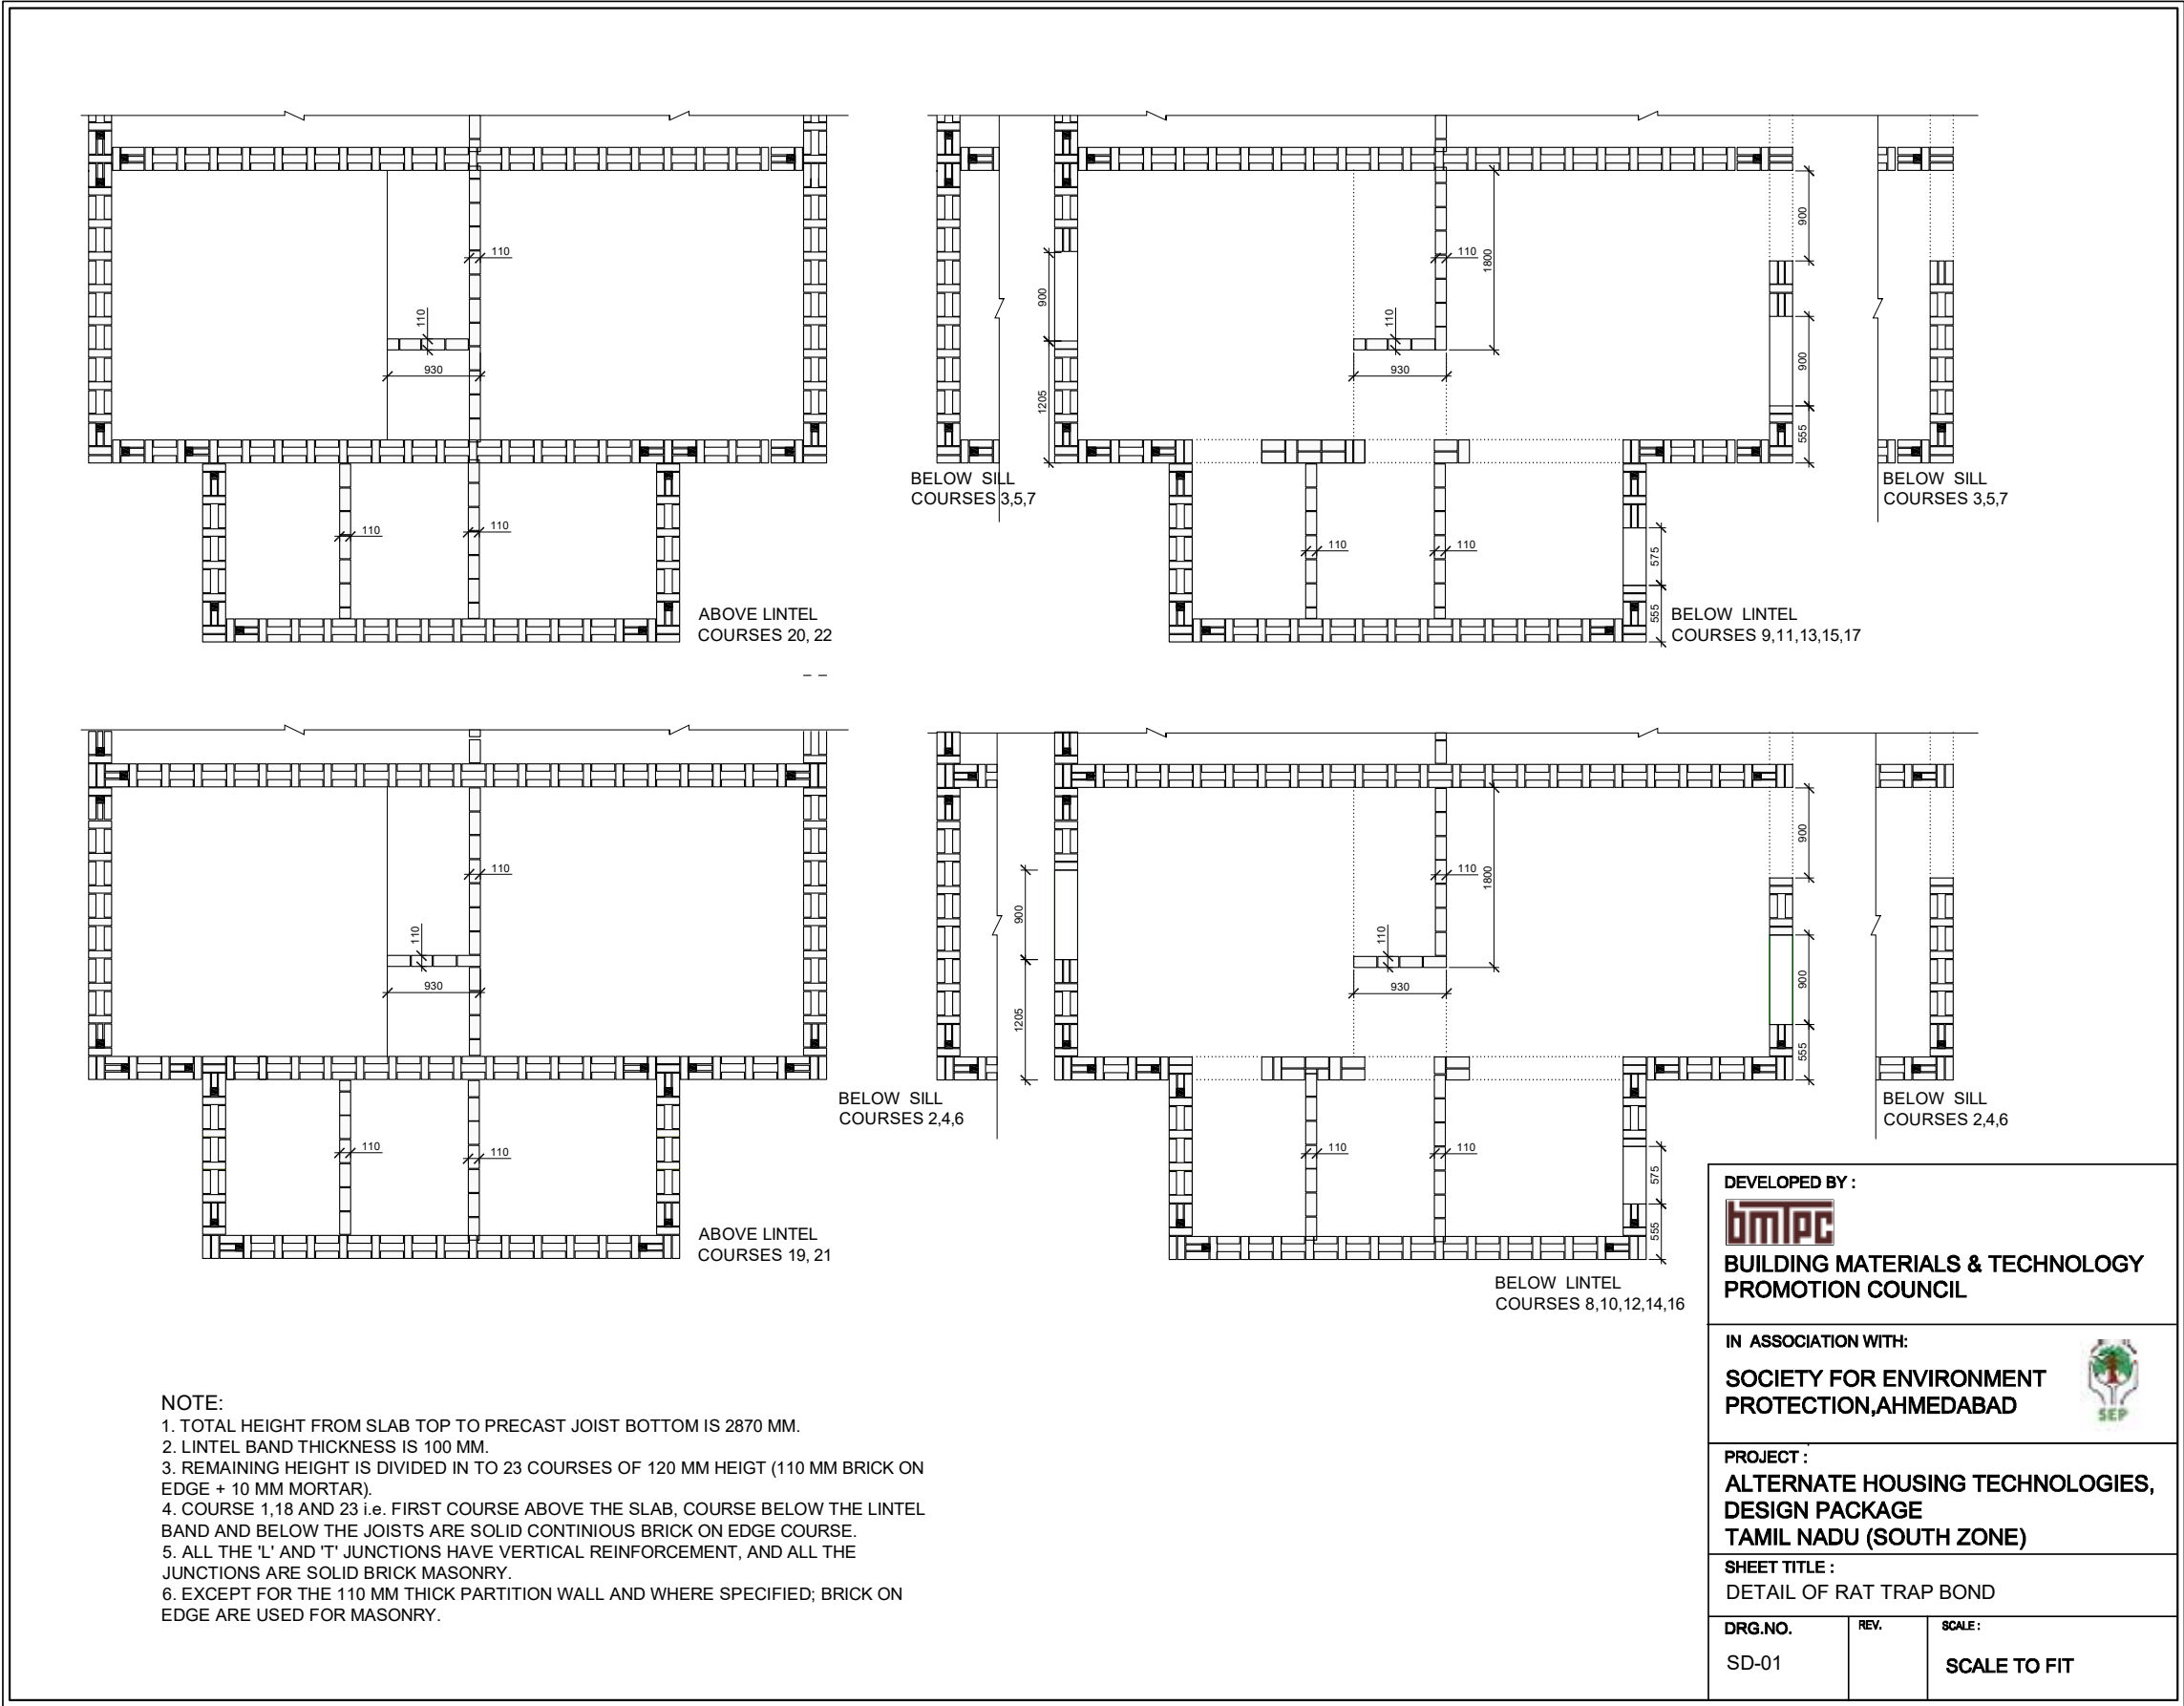 110
110
930
110
110
ABOVE LINTEL
COURSES 20, 22
BELOW SILL
COURSES 3,5,7
900
1205
110
1800
110
930
900
900
555
110
110
575
555
BELOW LINTEL
COURSES 9,11,13,15,17
BELOW SILL
COURSES 3,5,7
110
110
930
110
110
ABOVE LINTEL
COURSES 19, 21
BELOW SILL
COURSES 2,4,6
900
1205
110
1800
110
930
900
900
555
110
110
575
555
BELOW LINTEL
COURSES 8,10,12,14,16
BELOW SILL
COURSES 2,4,6
NOTE:
1. TOTAL HEIGHT FROM SLAB TOP TO PRECAST JOIST BOTTOM IS 2870 MM.
2. LINTEL BAND THICKNESS IS 100 MM.
3. REMAINING HEIGHT IS DIVIDED IN TO 23 COURSES OF 120 MM HEIGT (110 MM BRICK ON
EDGE + 10 MM MORTAR).
4. COURSE 1,18 AND 23 i.e. FIRST COURSE ABOVE THE SLAB, COURSE BELOW THE LINTEL
BAND AND BELOW THE JOISTS ARE SOLID CONTINIOUS BRICK ON EDGE COURSE.
5. ALL THE 'L' AND 'T' JUNCTIONS HAVE VERTICAL REINFORCEMENT, AND ALL THE
JUNCTIONS ARE SOLID BRICK MASONRY.
6. EXCEPT FOR THE 110 MM THICK PARTITION WALL AND WHERE SPECIFIED; BRICK ON
EDGE ARE USED FOR MASONRY.
DEVELOPED BY :
bmTpc
BUILDING MATERIALS & TECHNOLOGY
PROMOTION COUNCIL
IN ASSOCIATION WITH:
SOCIETY FOR ENVIRONMENT
PROTECTION,AHMEDABAD
SEP
PROJECT :
ALTERNATE HOUSING TECHNOLOGIES,
DESIGN PACKAGE
TAMIL NADU (SOUTH ZONE)
SHEET TITLE :
DETAIL OF RAT TRAP BOND
DRG.NO.
SD-01
REV.
SCALE :
SCALE TO FIT